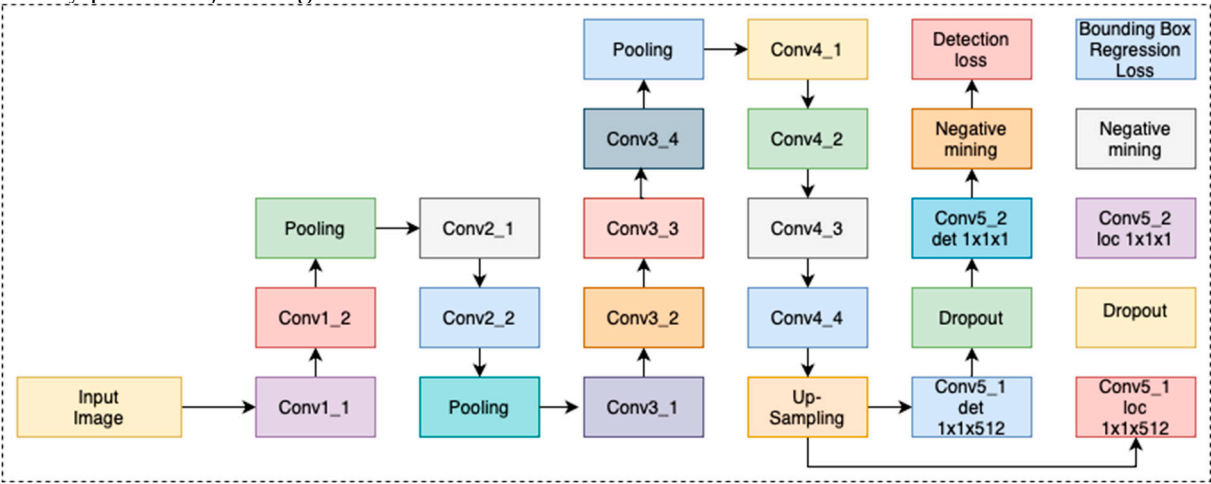 Input
Image
Conv1_1
Conv1_2
Pooling
Conv2_1
Conv2_2
Pooling
Conv3_1
Conv3_2
Conv3_3
Conv3_4
Pooling
Conv4_1
Conv4_2
Conv4_3
Conv4_4
Up-
Sampling
Conv5_1
det
1x1x512
Dropout
Conv5_2
det 1x1x1
Negative
mining
Detection
loss
Conv5_1
loc
1x1x512
Dropout
Conv5_2
loc 1x1x1
Negative
mining
Bounding Box
Regression
Loss